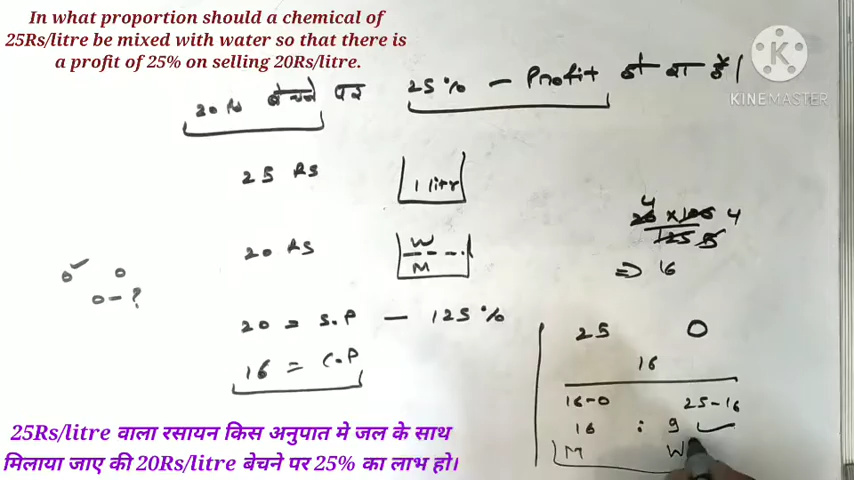 In what proportion should a chemical of
25Rs/litre be mixed with water so that there is
a profit of 25% on selling 20Rs/litre.
KINEMASTER
20 Rs बेचने पर 25% - Profit हो
25 Rs 1 litr
20 Rs W
M
20 × 100 4
125 5
⇒ 16
0 ✓ 0
0 - ?
20 = S.P - 125%
16 = C.P
25 0
16
16-0 25-16
16 : 9
M W
25Rs/litre वाला रसायन किस अनुपात मे जल के साथ
मिलाया जाए की 20Rs/litre बेचने पर 25% का लाभ हो।